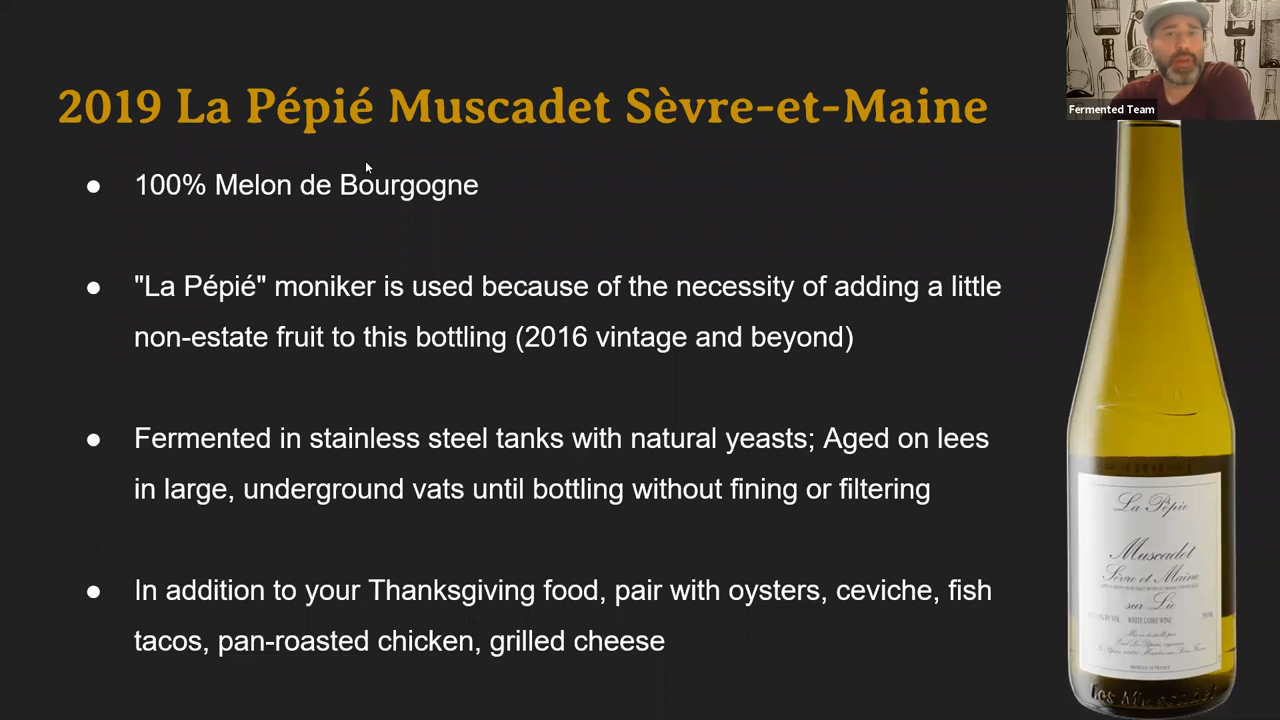 2019 La Pépié Muscadet Sèvre-et-Maine
Fermented Team
● 100% Melon de Bourgogne
● "La Pépié" moniker is used because of the necessity of adding a little
non-estate fruit to this bottling (2016 vintage and beyond)
● Fermented in stainless steel tanks with natural yeasts; Aged on lees
in large, underground vats until bottling without fining or filtering
● In addition to your Thanksgiving food, pair with oysters, ceviche, fish
tacos, pan-roasted chicken, grilled cheese
La Pépie
Muscadet
Sèvre et Maine
sur Lie
WHITE LOIRE WINE